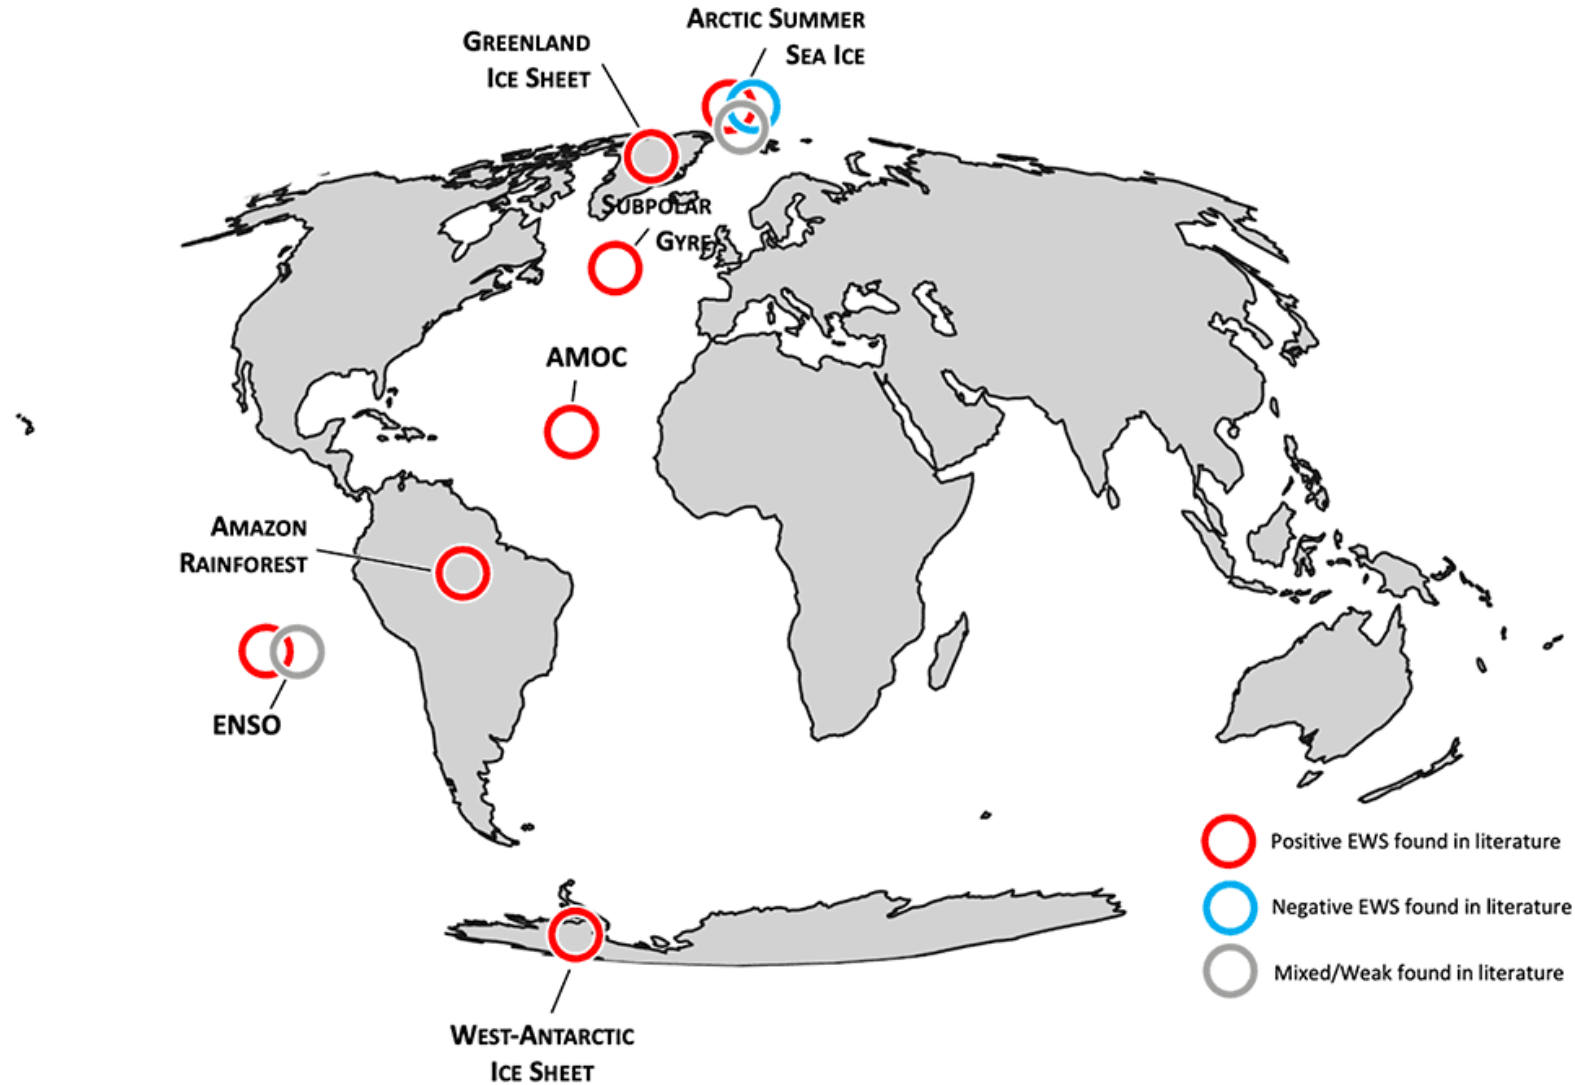 ARCTIC SUMMER
SEA ICE
GREENLAND
ICE SHEET
SUBPOLAR
GYRE
AMOC
AMAZON
RAINFOREST
ENSO
Positive EWS found in literature
Negative EWS found in literature
Mixed/Weak found in literature
WEST-ANTARCTIC
ICE SHEET